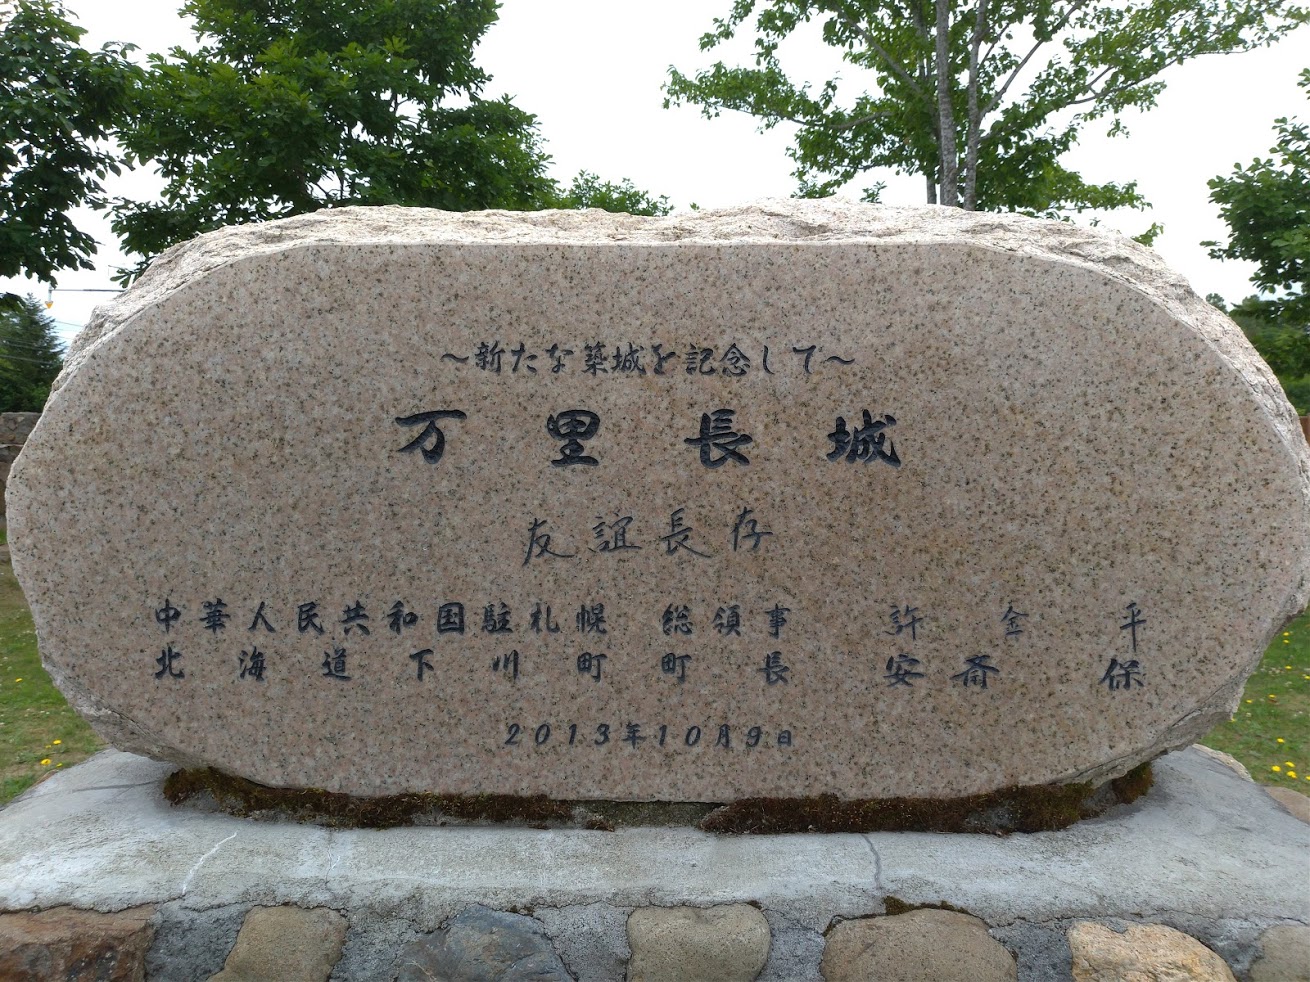 ～新たな築城を記念して～
万里長城
友誼長存
中華人民共和国駐札幌 総領事 許金平
北海道下川町 町長 安斎保
2013年10月9日